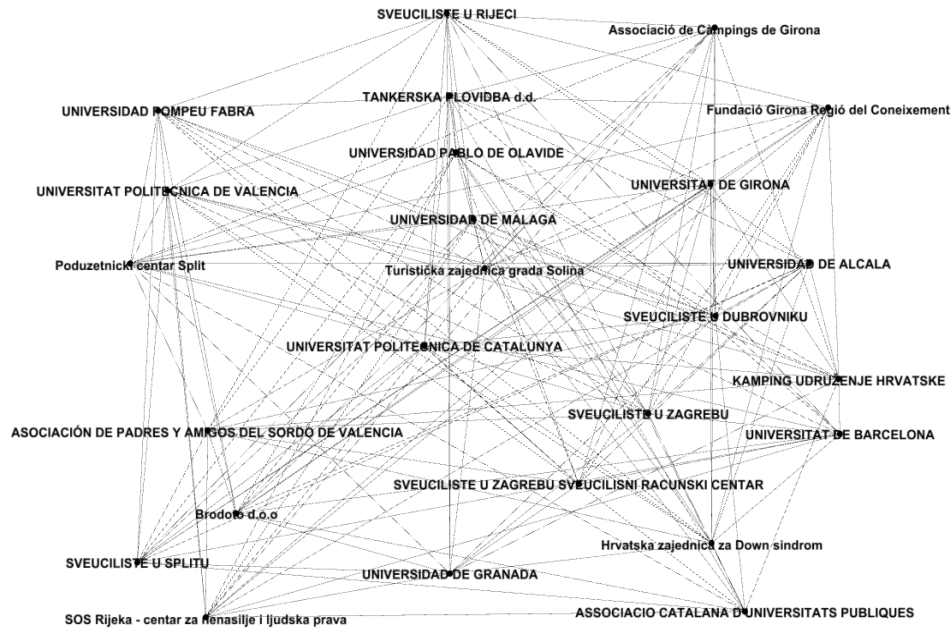 SVEUCILISTE U RIJECI
Associació de Càmpings de Girona
UNIVERSIDAD POMPEU FABRA
TANKERSKA PLOVIDBA d.d.
Fundació Girona Regió del Coneixement
UNIVERSIDAD PABLO DE OLAVIDE
UNIVERSITAT POLITECNICA DE VALENCIA
UNIVERSITAT DE GIRONA
UNIVERSIDAD DE MALAGA
Poduzetnicki centar Split
Turistička zajednica grada Solina
UNIVERSIDAD DE ALCALA
SVEUCILISTE U DUBROVNIKU
UNIVERSITAT POLITECNICA DE CATALUNYA
KAMPING UDRUŽENJE HRVATSKE
SVEUCILISTE U ZAGREBU
ASOCIACIÓN DE PADRES Y AMIGOS DEL SORDO DE VALENCIA
UNIVERSITAT DE BARCELONA
SVEUCILISTE U ZAGREBU SVEUCILISNI RACUNSKI CENTAR
Brodoto d.o.o
Hrvatska zajednica za Down sindrom
SVEUCILISTE U SPLITU
UNIVERSIDAD DE GRANADA
ASSOCIACIO CATALANA D'UNIVERSITATS PUBLIQUES
SOS Rijeka - centar za nenasilje i ljudska prava